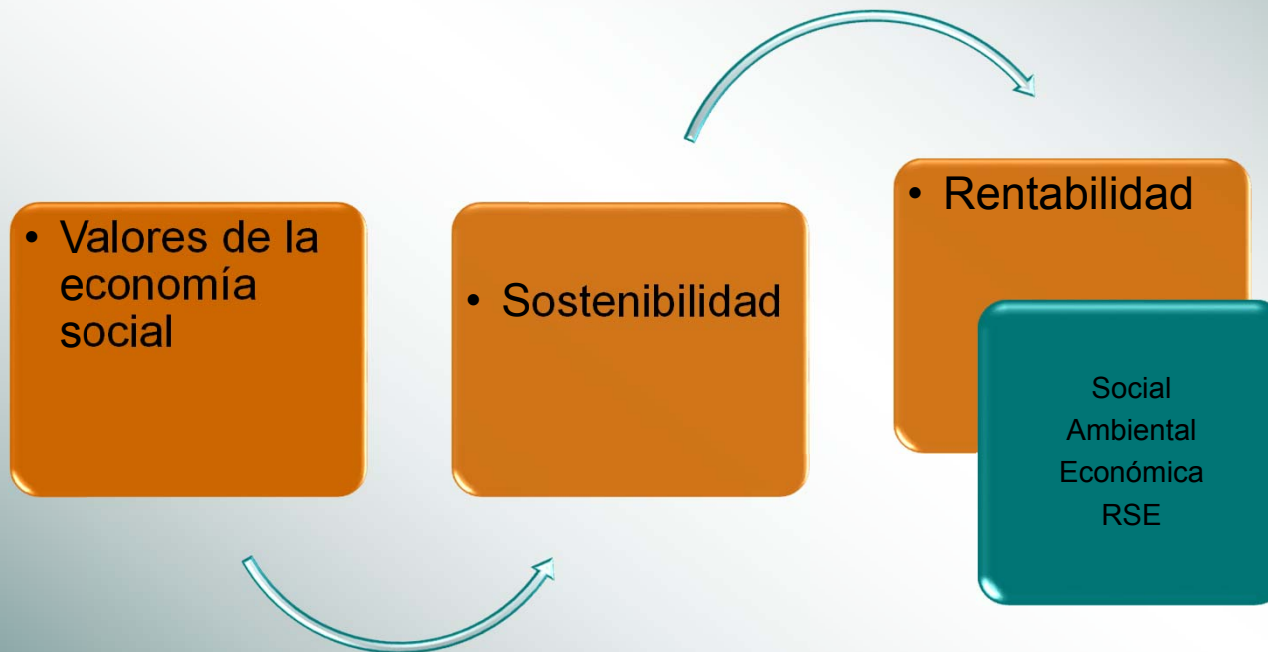 • Valores de la
economía
social
• Sostenibilidad
• Rentabilidad
Social
Ambiental
Económica
RSE